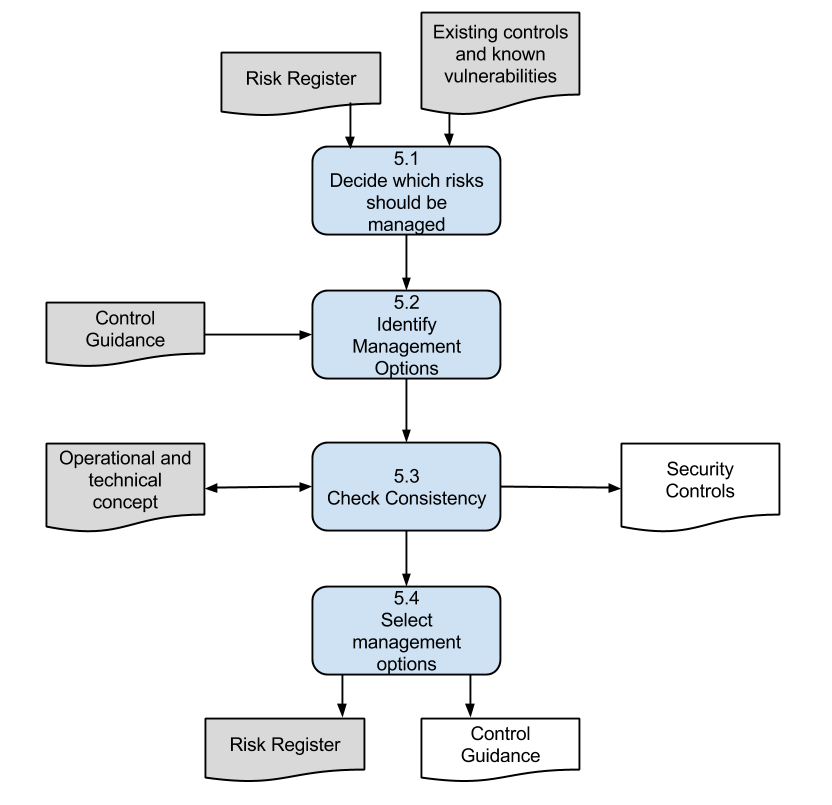 Existing controls
and known
vulnerabilities
Risk Register
5.1
Decide which risks
should be
managed
5.2
Identify
Management
Options
Control
Guidance
5.3
Check Consistency
Operational and
technical
concept
Security
Controls
5.4
Select
management
options
Risk Register
Control
Guidance